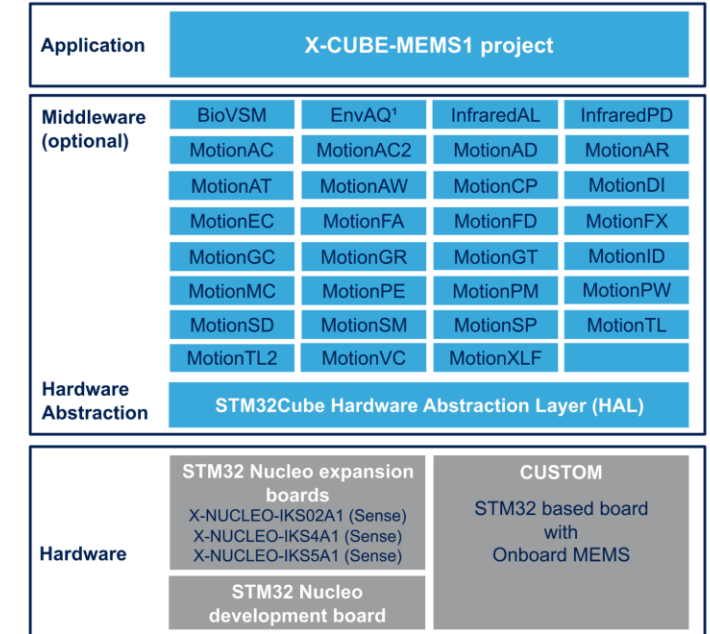 Application
X-CUBE-MEMS1 project
Middleware
(optional)
BioVSM
EnvAQ¹
InfraredAL
InfraredPD
MotionAC
MotionAC2
MotionAD
MotionAR
MotionAT
MotionAW
MotionCP
MotionDI
MotionEC
MotionFA
MotionFD
MotionFX
MotionGC
MotionGR
MotionGT
MotionID
MotionMC
MotionPE
MotionPM
MotionPW
MotionSD
MotionSM
MotionSP
MotionTL
MotionTL2
MotionVC
MotionXLF
Hardware
Abstraction
STM32Cube Hardware Abstraction Layer (HAL)
Hardware
STM32 Nucleo expansion
boards
X-NUCLEO-IKS02A1 (Sense)
X-NUCLEO-IKS4A1 (Sense)
X-NUCLEO-IKS5A1 (Sense)
STM32 Nucleo
development board
CUSTOM
STM32 based board
with
Onboard MEMS